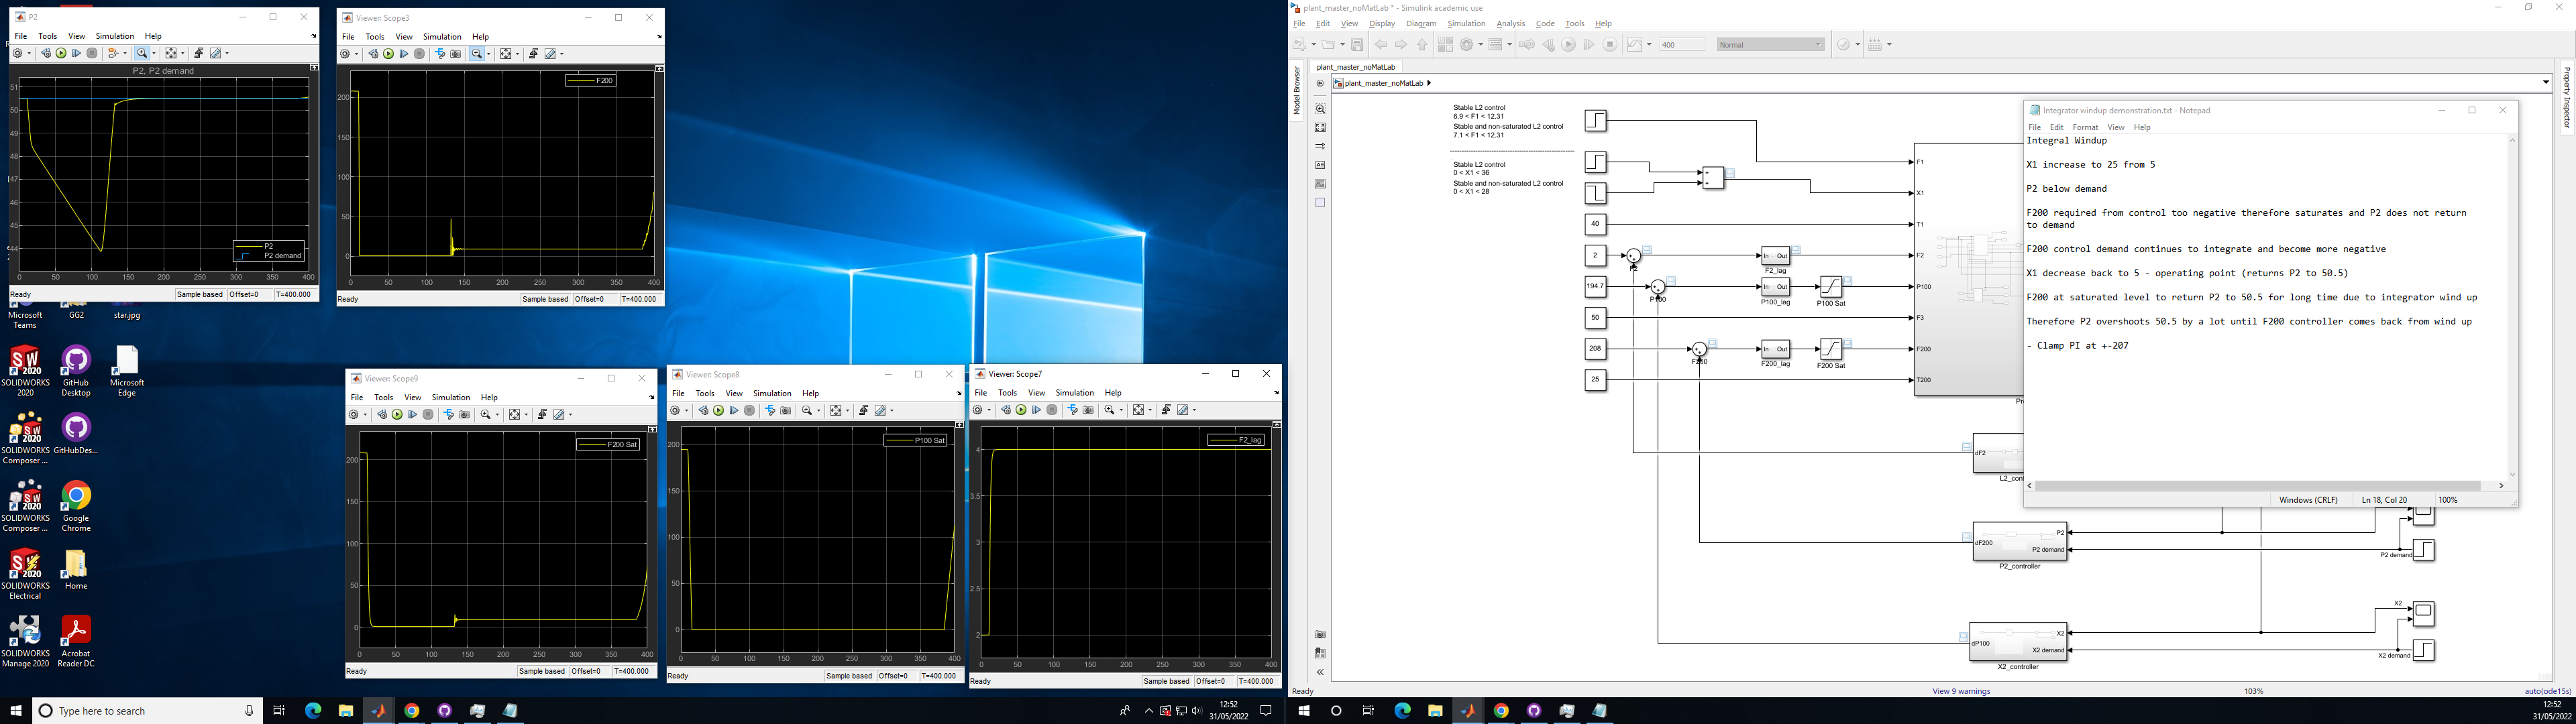 P2
File Tools View Simulation Help
P2, P2 demand
51
50
49
48
47
46
45
44
0 50 100 150 200 250 300 350 400
P2
P2 demand
Ready
Sample based Offset=0 T=400.000
Viewer: Scope3
File Tools View Simulation Help
F200
200
150
100
50
0
0 50 100 150 200 250 300 350 400
Ready
Sample based Offset=0 T=400.000
Microsoft Teams
GG2
star.jpg
SOLIDWORKS 2020
GitHub Desktop
Microsoft Edge
SOLIDWORKS Composer ...
GitHubDes...
SOLIDWORKS Composer ...
Google Chrome
SOLIDWORKS Electrical
Home
SOLIDWORKS Manage 2020
Acrobat Reader DC
Viewer: Scope9
File Tools View Simulation Help
F200 Sat
200
150
100
50
0
0 50 100 150 200 250 300 350 400
Ready
Sample based Offset=0 T=400.000
Viewer: Scope8
File Tools View Simulation Help
P100 Sat
200
150
100
50
0
0 50 100 150 200 250 300 350 400
Ready
Sample based Offset=0 T=400.000
Viewer: Scope7
File Tools View Simulation Help
F2_lag
4
3.5
3
2.5
2
0 50 100 150 200 250 300 350 400
Ready
Sample based Offset=0 T=400.000
Type here to search
12:52
31/05/2022
plant_master_noMatLab * - Simulink academic use
File Edit View Display Diagram Simulation Analysis Code Tools Help
400
Normal
plant_master_noMatLab
plant_master_noMatLab
Model Browser
Property Inspector
Stable L2 control
6.9 < F1 < 12.31
Stable and non-saturated L2 control
7.1 < F1 < 12.31
Stable L2 control
0 < X1 < 36
Stable and non-saturated L2 control
0 < X1 < 28
F1
X1
40
T1
2
F2_lag
F2
194.7
P100
P100_lag
P100 Sat
P100
50
F3
208
F200
F200_lag
F200 Sat
F200
25
T200
In Out
In Out
In Out
dF2
dF200
P2
P2 demand
P2_controller
P2 demand
X2
dP100
X2
X2 demand
X2_controller
X2 demand
Integrator windup demonstration.txt - Notepad
File Edit Format View Help
Integral Windup
X1 increase to 25 from 5
P2 below demand
F200 required from control too negative therefore saturates and P2 does not return
to demand
F200 control demand continues to integrate and become more negative
X1 decrease back to 5 - operating point (returns P2 to 50.5)
F200 at saturated level to return P2 to 50.5 for long time due to integrator wind up
Therefore P2 overshoots 50.5 by a lot until F200 controller comes back from wind up
- Clamp PI at +-207
Windows (CRLF) Ln 18, Col 20 100%
Ready
View 9 warnings
103%
auto(ode15s)
12:52
31/05/2022